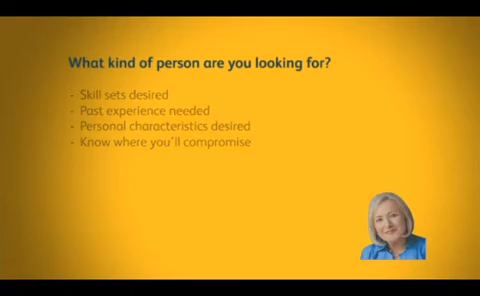 What kind of person are you looking for?
- Skill sets desired
- Past experience needed
- Personal characteristics desired
- Know where you'll compromise